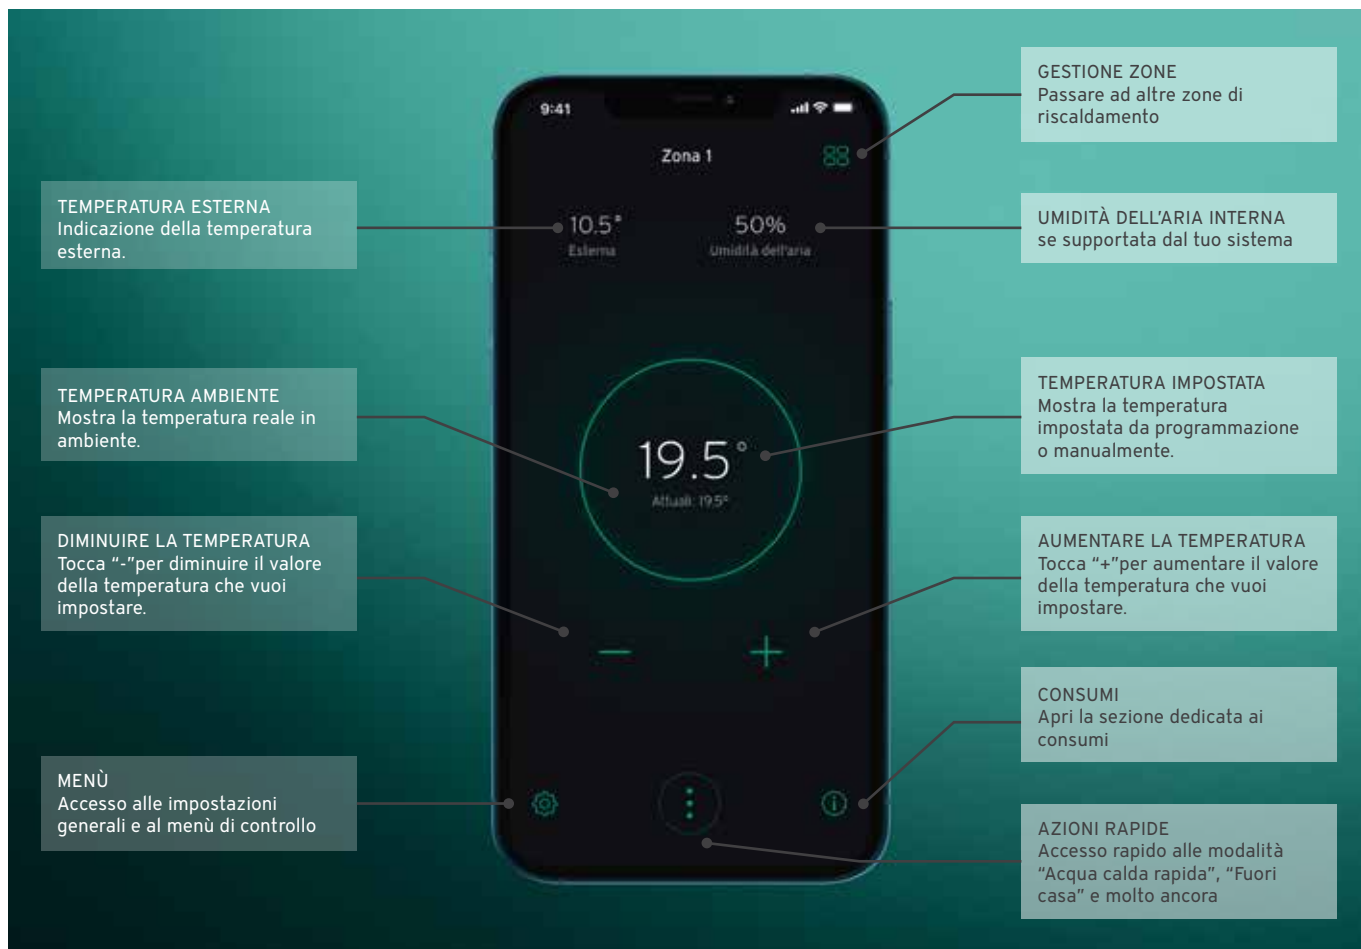 9:41
Zona 1
10.5°
Esterna
50%
Umidità dell'aria
19.5°
Attuali: 19.5°
TEMPERATURA ESTERNA
Indicazione della temperatura
esterna.
TEMPERATURA AMBIENTE
Mostra la temperatura reale in
ambiente.
DIMINUIRE LA TEMPERATURA
Tocca “-”per diminuire il valore
della temperatura che vuoi
impostare.
MENÙ
Accesso alle impostazioni
generali e al menù di controllo
GESTIONE ZONE
Passare ad altre zone di
riscaldamento
UMIDITÀ DELL’ARIA INTERNA
se supportata dal tuo sistema
TEMPERATURA IMPOSTATA
Mostra la temperatura
impostata da programmazione
o manualmente.
AUMENTARE LA TEMPERATURA
Tocca “+”per aumentare il valore
della temperatura che vuoi
impostare.
CONSUMI
Apri la sezione dedicata ai
consumi
AZIONI RAPIDE
Accesso rapido alle modalità
“Acqua calda rapida”, “Fuori
casa” e molto ancora